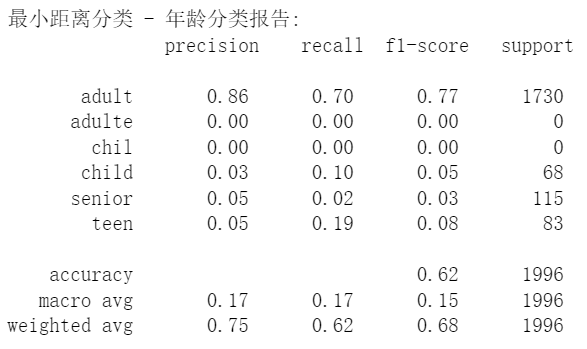 最小距离分类 - 年龄分类报告:
precision recall f1-score support
adult 0.86 0.70 0.77 1730
adulte 0.00 0.00 0.00 0
chil 0.00 0.00 0.00 0
child 0.03 0.10 0.05 68
senior 0.05 0.02 0.03 115
teen 0.05 0.19 0.08 83
accuracy 0.62 1996
macro avg 0.17 0.17 0.15 1996
weighted avg 0.75 0.62 0.68 1996